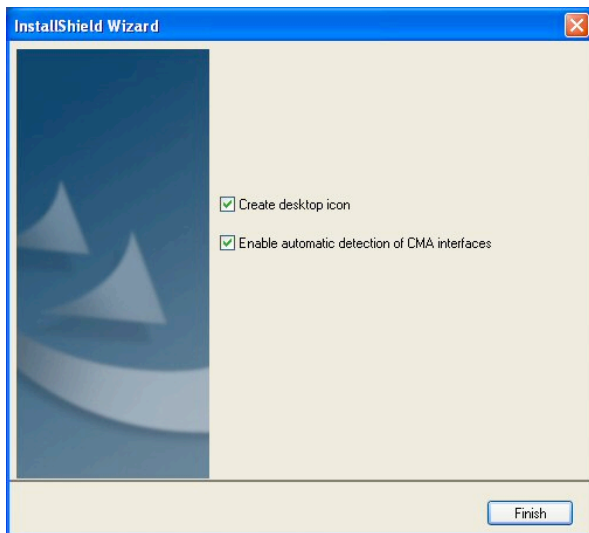 InstallShield Wizard
Create desktop icon
Enable automatic detection of CMA interfaces
Finish